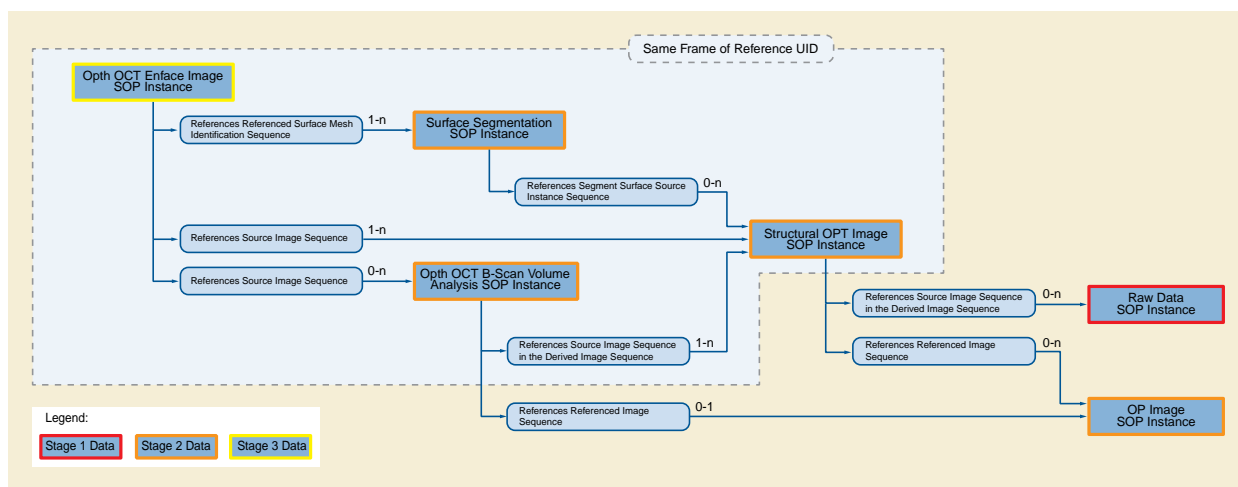 Same Frame of Reference UID
Opth OCT Enface Image
SOP Instance
References Referenced Surface Mesh
Identification Sequence
1-n
Surface Segmentation
SOP Instance
References Segment Surface Source
Instance Sequence
0-n
References Source Image Sequence
1-n
Structural OPT Image
SOP Instance
References Source Image Sequence
0-n
Opth OCT B-Scan Volume
Analysis SOP Instance
References Source Image Sequence
in the Derived Image Sequence
0-n
Raw Data
SOP Instance
References Source Image Sequence
in the Derived Image Sequence
1-n
References Referenced Image
Sequence
0-n
References Referenced Image
Sequence
0-1
OP Image
SOP Instance
Legend:
Stage 1 Data
Stage 2 Data
Stage 3 Data